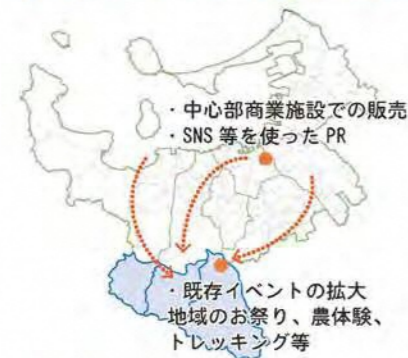 ・中心部商業施設での販売
・SNS 等を使った PR
・既存イベントの拡大
地域のお祭り、農体験、
トレッキング等